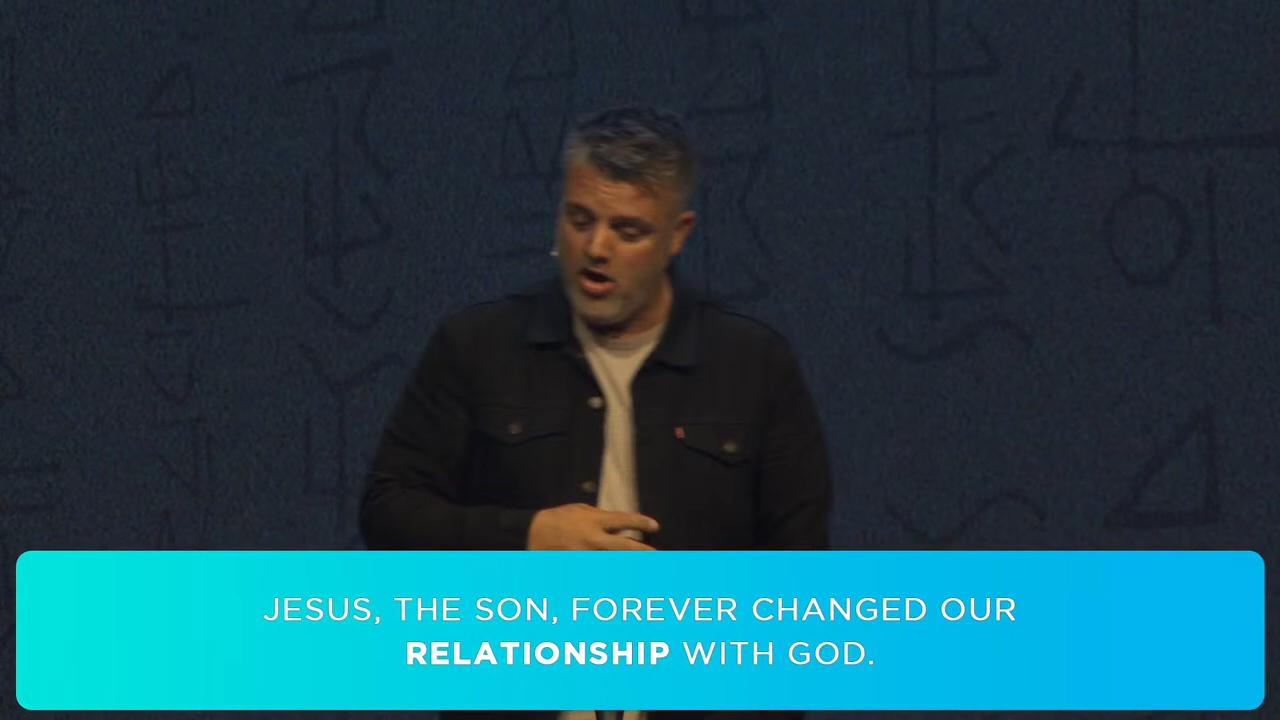 JESUS, THE SON, FOREVER CHANGED OUR
RELATIONSHIP WITH GOD.